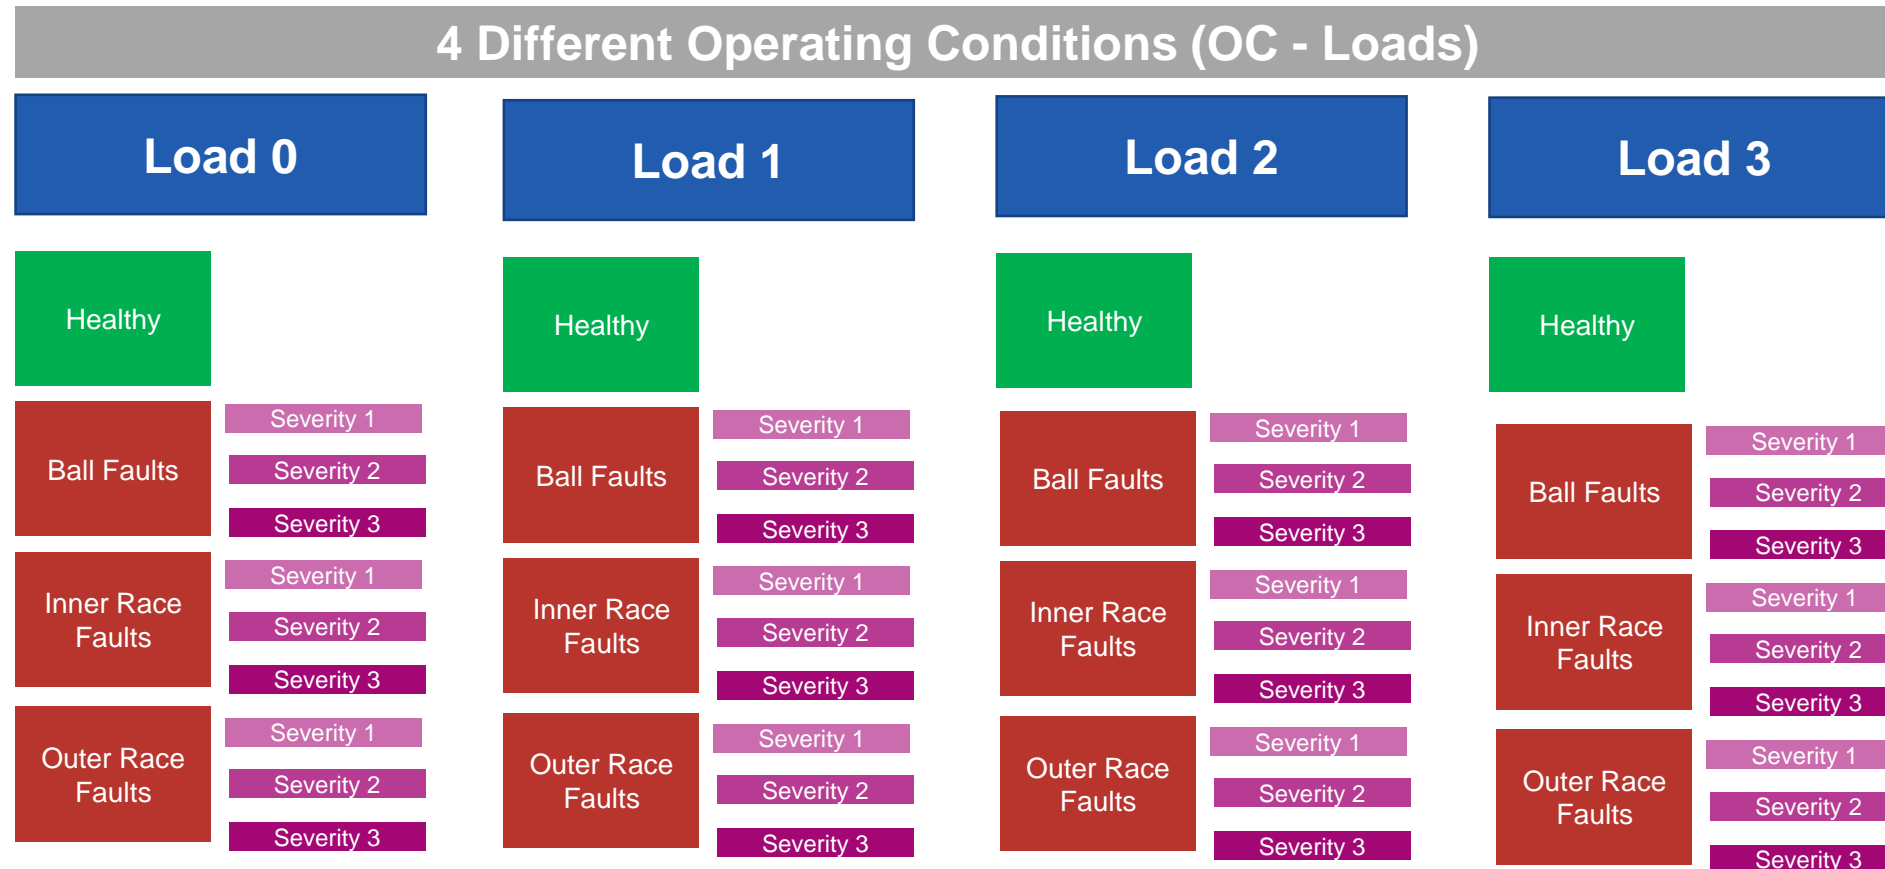 4 Different Operating Conditions (OC - Loads)
Load 0
Healthy
Ball Faults
Severity 1
Severity 2
Severity 3
Inner Race
Faults
Severity 1
Severity 2
Severity 3
Outer Race
Faults
Severity 1
Severity 2
Severity 3
Load 1
Healthy
Ball Faults
Severity 1
Severity 2
Severity 3
Inner Race
Faults
Severity 1
Severity 2
Severity 3
Outer Race
Faults
Severity 1
Severity 2
Severity 3
Load 2
Healthy
Ball Faults
Severity 1
Severity 2
Severity 3
Inner Race
Faults
Severity 1
Severity 2
Severity 3
Outer Race
Faults
Severity 1
Severity 2
Severity 3
Load 3
Healthy
Ball Faults
Severity 1
Severity 2
Severity 3
Inner Race
Faults
Severity 1
Severity 2
Severity 3
Outer Race
Faults
Severity 1
Severity 2
Severity 3